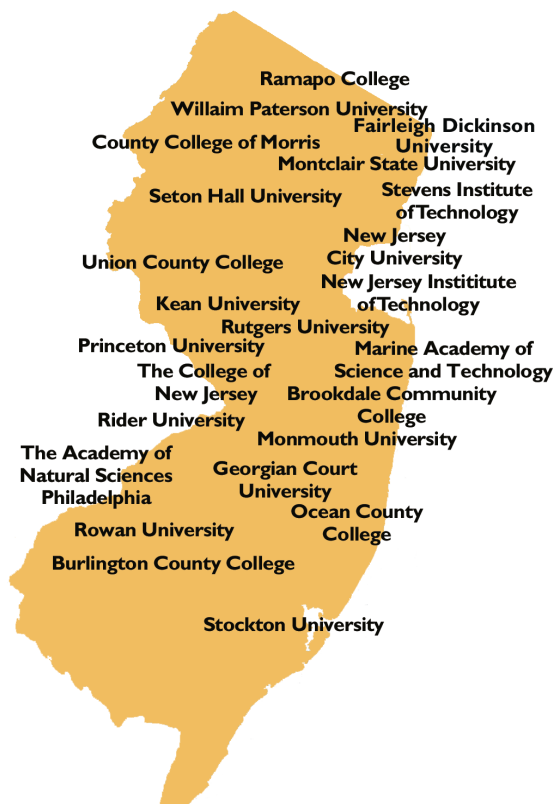 Ramapo College
Willaim Paterson University
Fairleigh Dickinson
University
County College of Morris
Montclair State University
Seton Hall University
Stevens Institute
of Technology
New Jersey
City University
Union County College
New Jersey Instititute
of Technology
Kean University
Rutgers University
Princeton University
Marine Academy of
Science and Technology
The College of
New Jersey
Brookdale Community
College
Rider University
Monmouth University
The Academy of
Natural Sciences
Philadelphia
Georgian Court
University
Ocean County
College
Rowan University
Burlington County College
Stockton University